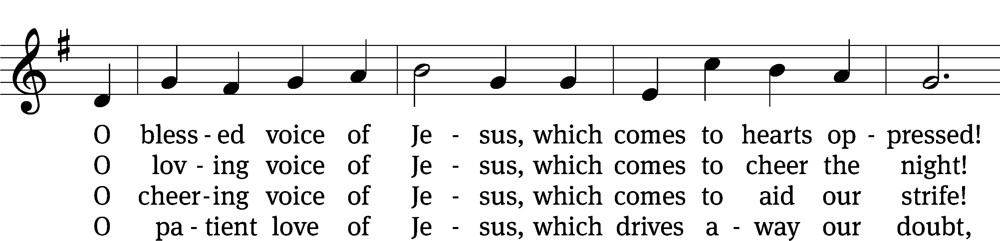 O bless - ed voice of Je - sus, which comes to hearts op - pressed!
O lov - ing voice of Je - sus, which comes to cheer the night!
O cheer - ing voice of Je - sus, which comes to aid our strife!
O pa - tient love of Je - sus, which drives a - way our doubt,